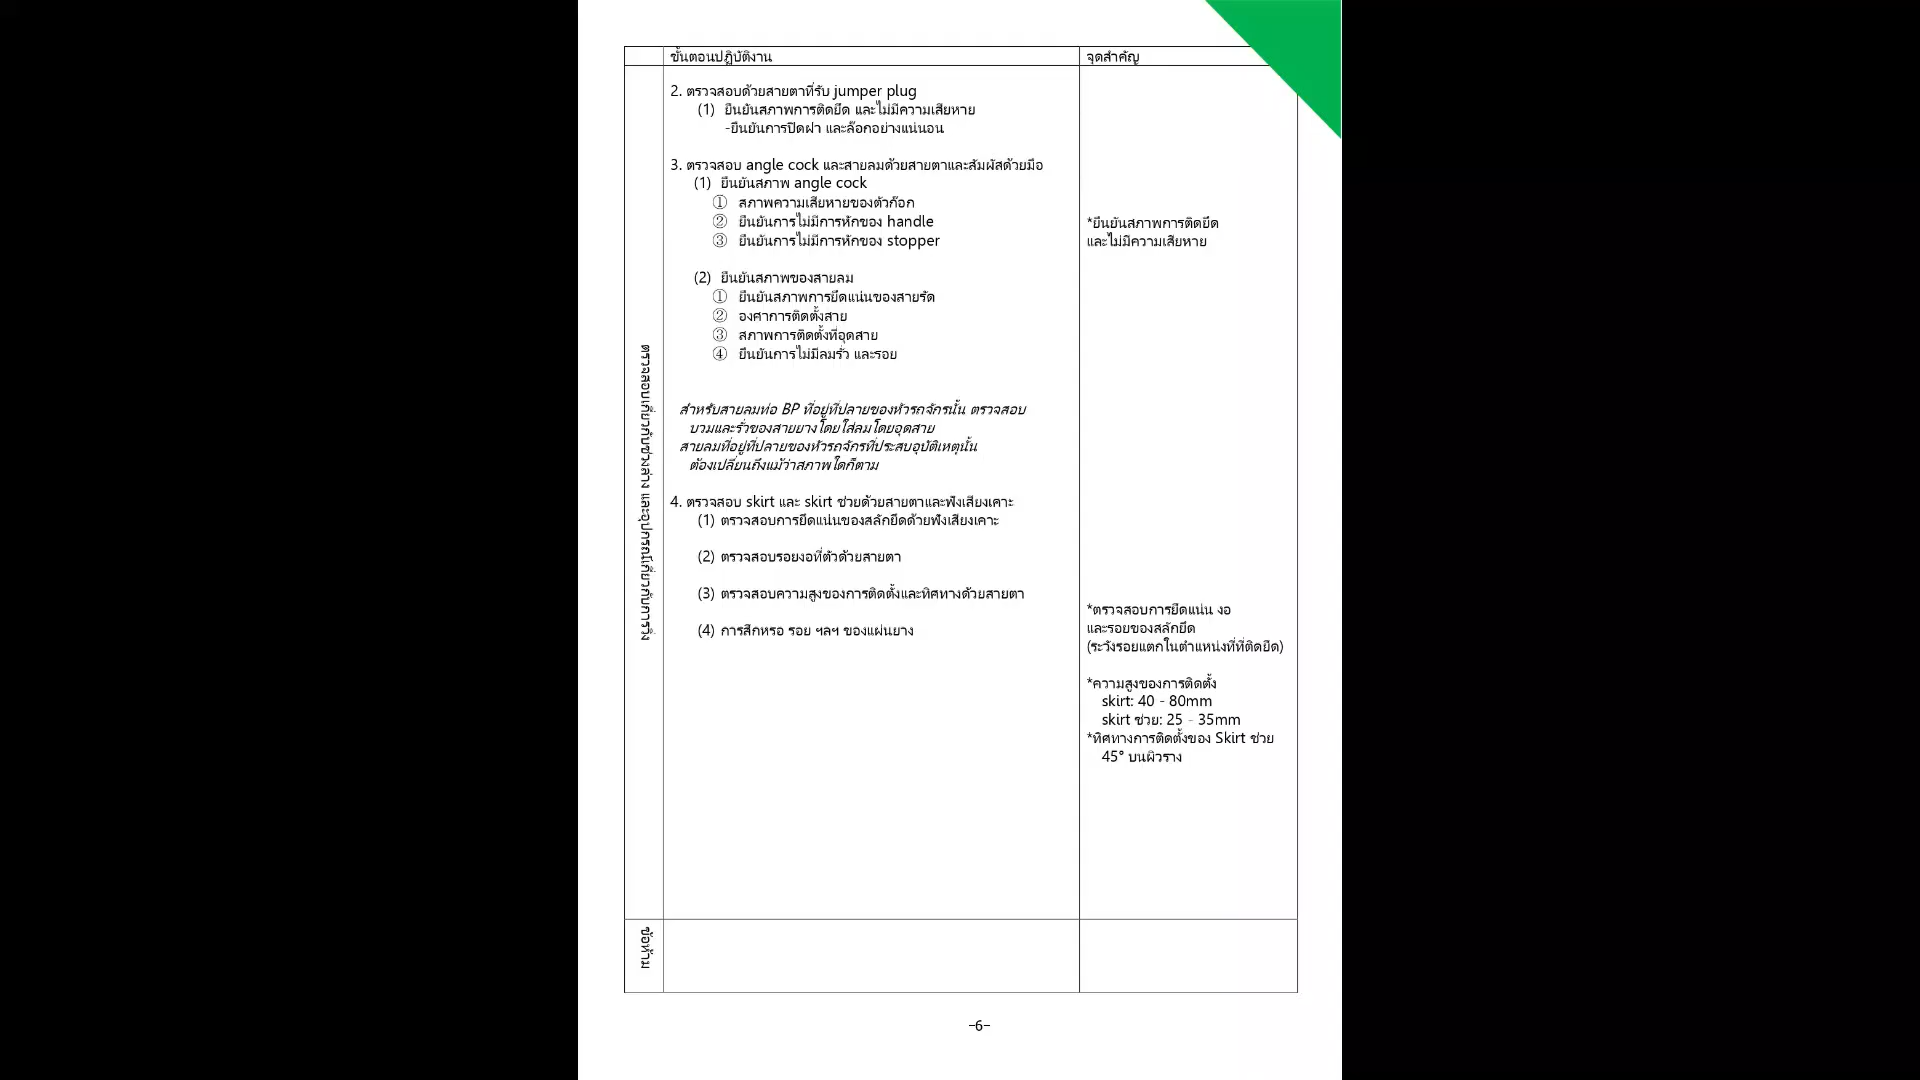 ขั้นตอนปฏิบัติงาน
จุดสำคัญ
2. ตรวจสอบด้วยสายตาที่รับ jumper plug
(1) ยืนยันสภาพการติดยึด และไม่มีความเสียหาย
-ยืนยันการปิดฝา และล๊อกอย่างแน่นอน
3. ตรวจสอบ angle cock และสายลมด้วยสายตาและสัมผัสด้วยมือ
(1) ยืนยันสภาพ angle cock
① สภาพความเสียหายของตัวก๊อก
② ยืนยันการไม่มีการหักของ handle
③ ยืนยันการไม่มีการหักของ stopper
(2) ยืนยันสภาพของสายลม
① ยืนยันสภาพการยึดแน่นของสายรัด
② องศาการติดตั้งสาย
③ สภาพการติดตั้งที่อุดสาย
④ ยืนยันการไม่มีลมรั่ว และรอย
สำหรับสายลมท่อ BP ที่อยู่ที่ปลายของหัวรถจักรนั้น ตรวจสอบ
บวมและรั่วของสายยางโดยใส่ลมโดยอุดสาย
สายลมที่อยู่ที่ปลายของหัวรถจักรที่ประสบอุบัติเหตุนั้น
ต้องเปลี่ยนถึงแม้ว่าสภาพใดก็ตาม
4. ตรวจสอบ skirt และ skirt ช่วยด้วยสายตาและฟังเสียงเคาะ
(1) ตรวจสอบการยึดแน่นของสลักยึดด้วยฟังเสียงเคาะ
(2) ตรวจสอบรอยงอที่ตัวด้วยสายตา
(3) ตรวจสอบความสูงของการติดตั้งและทิศทางด้วยสายตา
(4) การสึกหรอ รอย ฯลฯ ของแผ่นยาง
*ยืนยันสภาพการติดยึด
และไม่มีความเสียหาย
*ตรวจสอบการยึดแน่น งอ
และรอยของสลักยึด
(ระวังรอยแตกในตำแหน่งที่ที่ติดยึด)
*ความสูงของการติดตั้ง
skirt: 40 - 80mm
skirt ช่วย: 25 - 35mm
*ทิศทางการติดตั้งของ Skirt ช่วย
45° บนผิวราง
ตรวจสอบเกี่ยวกับช่วงล่าง และอุปกรณ์เกี่ยวกับการวิ่ง
ข้อห้าม
-6-